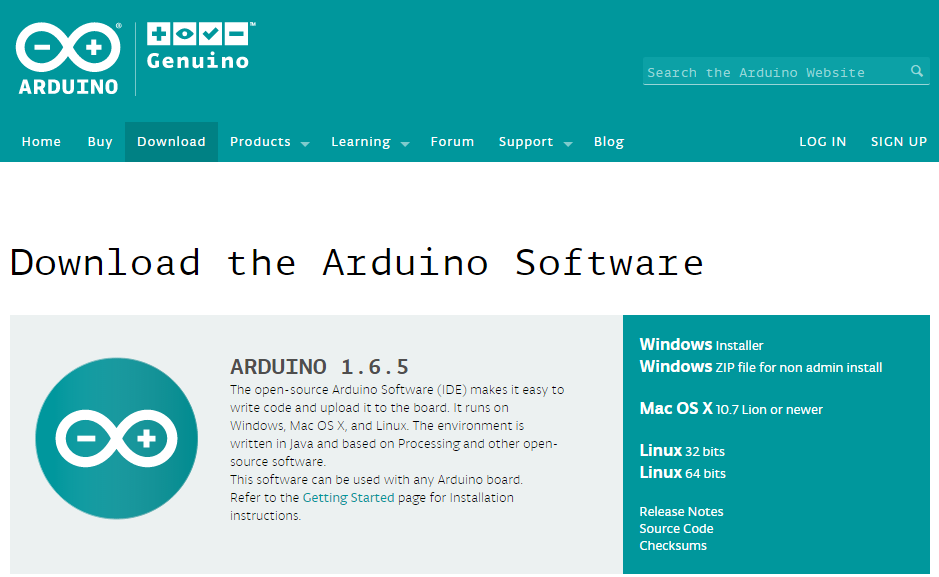 ARDUINO
Genuino
Search the Arduino Website
Home Buy Download Products Learning Forum Support Blog LOG IN SIGN UP
Download the Arduino Software
ARDUINO 1.6.5
The open-source Arduino Software (IDE) makes it easy to
write code and upload it to the board. It runs on
Windows, Mac OS X, and Linux. The environment is
written in Java and based on Processing and other open-
source software.
This software can be used with any Arduino board.
Refer to the Getting Started page for Installation
instructions.
Windows Installer
Windows ZIP file for non admin install
Mac OS X 10.7 Lion or newer
Linux 32 bits
Linux 64 bits
Release Notes
Source Code
Checksums